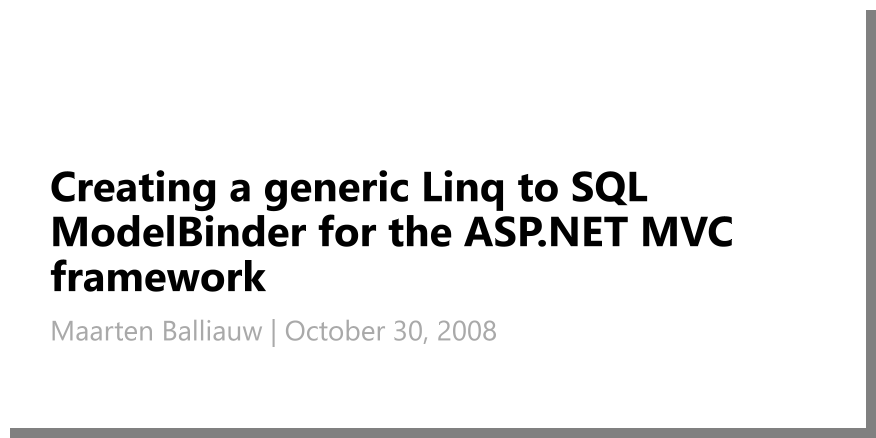 Creating a generic Linq to SQL
ModelBinder for the ASP.NET MVC
framework
Maarten Balliauw | October 30, 2008